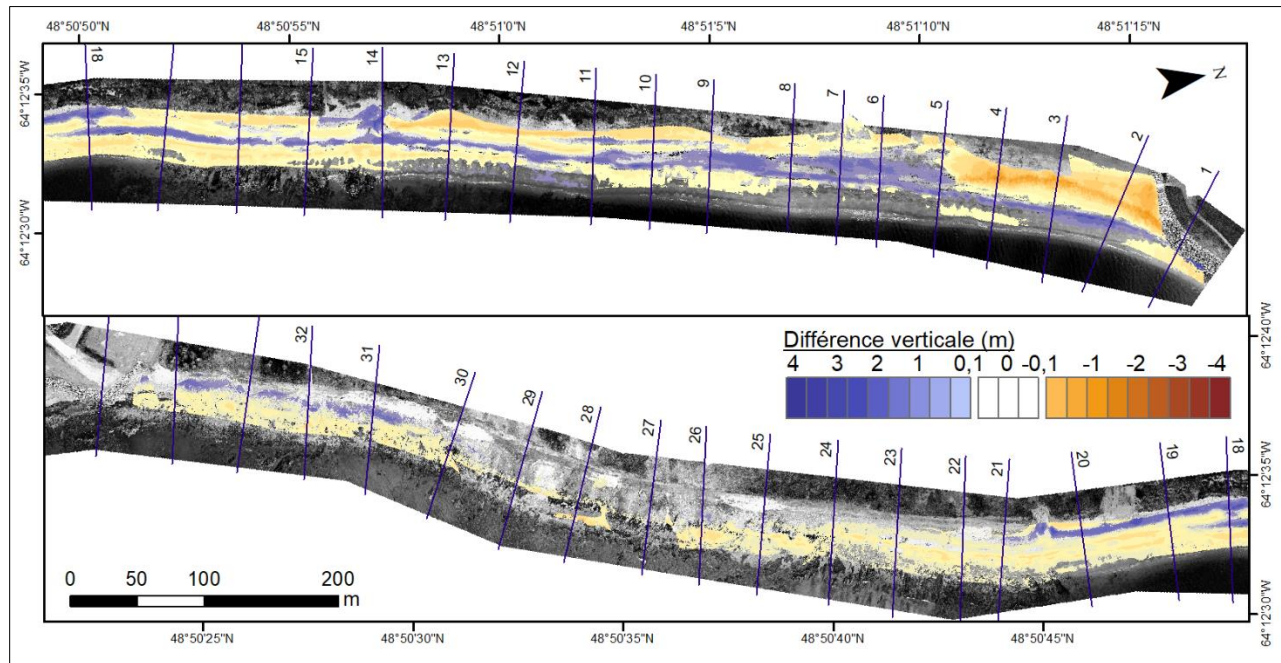 48°50'50"N 48°50'55"N 48°51'0"N 48°51'5"N 48°51'10"N 48°51'15"N
64°12'35"W
64°12'30"W
18 15 14 13 12 11 10 9 8 7 6 5 4 3 2 1
N
64°12'40"W
64°12'35"W
64°12'30"W
Différence verticale (m)
4 3 2 1 0,1 0 -0,1 -1 -2 -3 -4
32 31 30 29 28 27 26 25 24 23 22 21 20 19 18
0 50 100 200
m
48°50'25"N 48°50'30"N 48°50'35"N 48°50'40"N 48°50'45"N